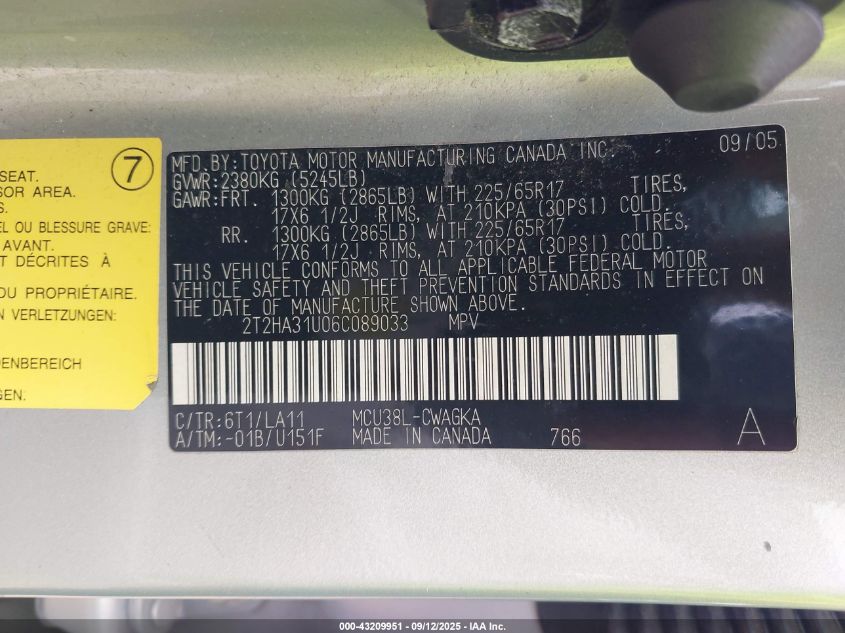 7
SEAT.
SOR AREA.
S.
EL OU BLESSURE GRAVE:
AVANT.
T DÉCRITES À
DU PROPRIÉTAIRE.
EN VERLETZUNG:
DENBEREICH
GEN:
MFD. BY: TOYOTA MOTOR MANUFACTURING CANADA INC. 09/05
GVWR: 2380KG (5245LB)
GAWR: FRT. 1300KG (2865LB) WITH 225/65R17 TIRES,
17X6 1/2J RIMS, AT 210KPA (30PSI) COLD.
RR. 1300KG (2865LB) WITH 225/65R17 TIRES,
17X6 1/2J RIMS, AT 210KPA (30PSI) COLD.
THIS VEHICLE CONFORMS TO ALL APPLICABLE FEDERAL MOTOR
VEHICLE SAFETY AND THEFT PREVENTION STANDARDS IN EFFECT ON
THE DATE OF MANUFACTURE SHOWN ABOVE.
2T2HA31U06C089033 MPV
C/TR: 6T1/LA11 MCU38L-CWAGKA
A/TM: -01B/U151F MADE IN CANADA 766 A
000-43209951 - 09/12/2025 - IAA Inc.